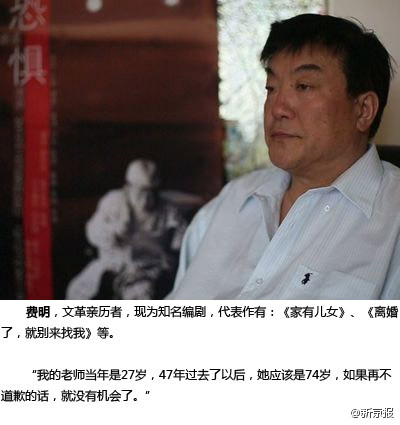 恐惧
费明，文革亲历者，现为知名编剧，代表作有：《家有儿女》、《离婚
了，就别来找我》等。
“我的老师当年是27岁，47年过去了以后，她应该是74岁，如果再不
道歉的话，就没有机会了。”
@新京报